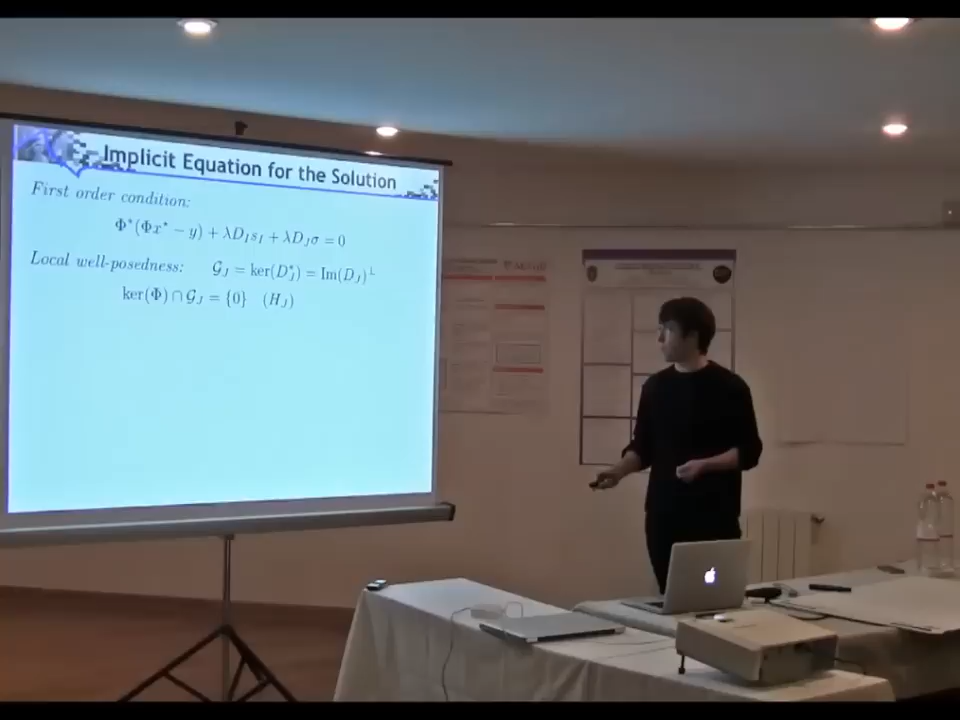 Implicit Equation for the Solution
First order condition:
Φ*(Φx* − y) + λD_I s_I + λD_J σ = 0
Local well-posedness: 𝒢_J = ker(D*_J) = Im(D_J)^⊥
ker(Φ) ∩ 𝒢_J = {0} (H_J)